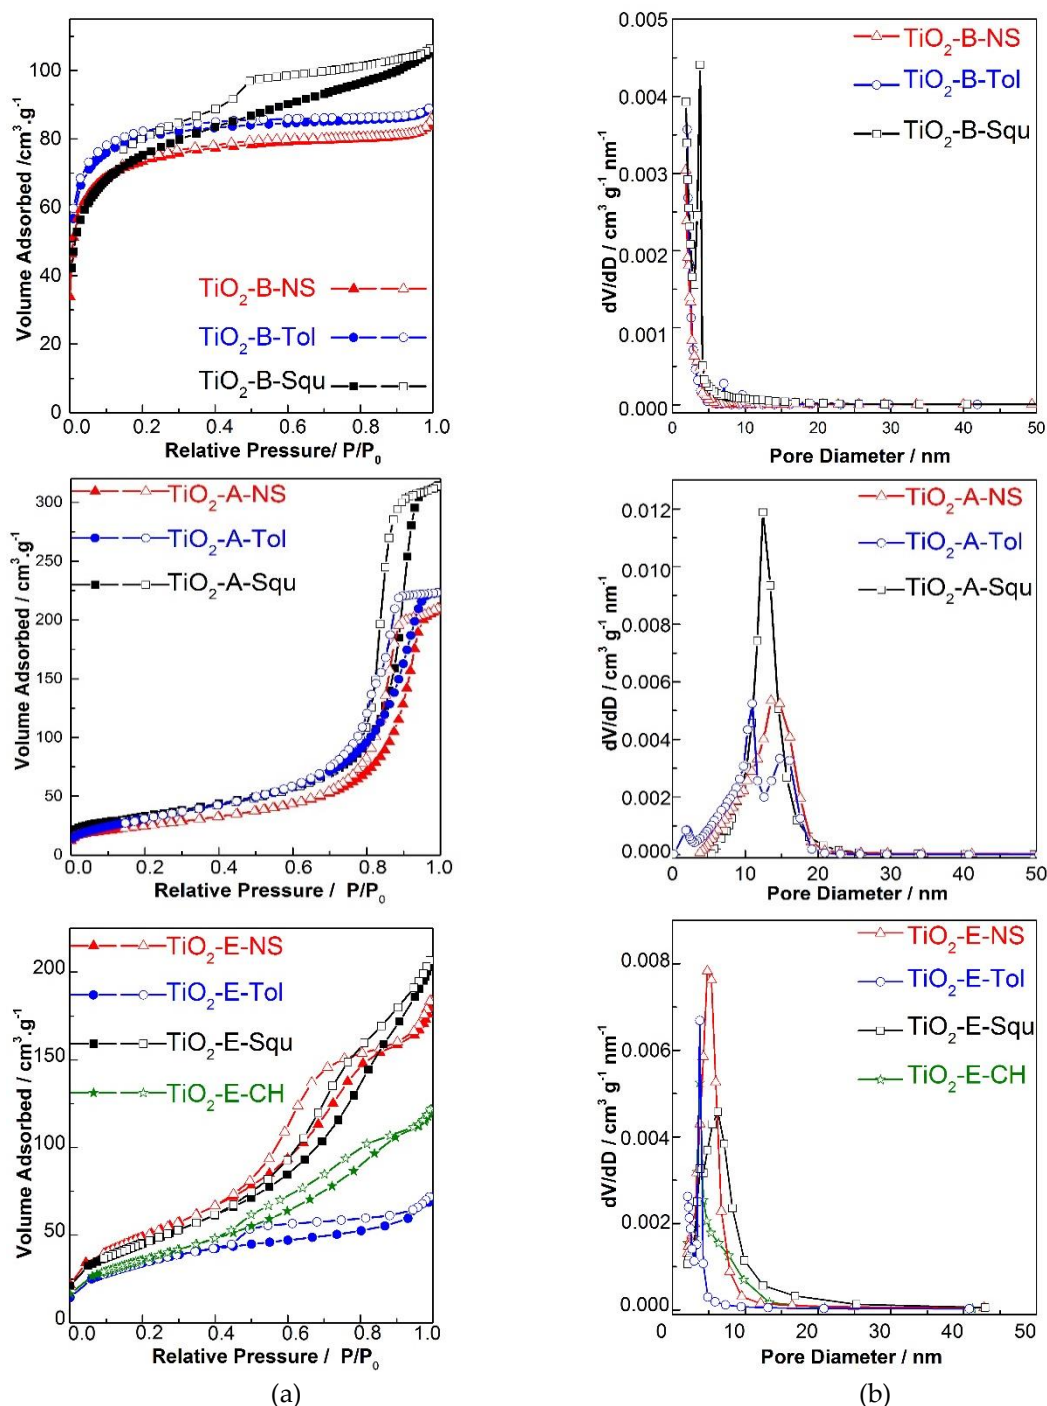 Volume Adsorbed /cm³.g⁻¹
100
80
60
40
20
0
TiO₂-B-NS
TiO₂-B-Tol
TiO₂-B-Squ
0.0 0.2 0.4 0.6 0.8 1.0
Relative Pressure/ P/P₀
dV/dD / cm³ g⁻¹ nm⁻¹
0.005
0.004
0.003
0.002
0.001
0.000
TiO₂-B-NS
TiO₂-B-Tol
TiO₂-B-Squ
0 10 20 30 40 50
Pore Diameter / nm
Volume Adsorbed / cm³.g⁻¹
300
250
200
150
100
50
0
TiO₂-A-NS
TiO₂-A-Tol
TiO₂-A-Squ
0.0 0.2 0.4 0.6 0.8 1.0
Relative Pressure / P/P₀
dV/dD / cm³ g⁻¹ nm⁻¹
0.012
0.010
0.008
0.006
0.004
0.002
0.000
TiO₂-A-NS
TiO₂-A-Tol
TiO₂-A-Squ
0 10 20 30 40 50
Pore Diameter / nm
Volume Adsorbed / cm³.g⁻¹
200
150
100
50
0
TiO₂-E-NS
TiO₂-E-Tol
TiO₂-E-Squ
TiO₂-E-CH
0.0 0.2 0.4 0.6 0.8 1.0
Relative Pressure / P/P₀
(a)
dV/dD / cm³ g⁻¹ nm⁻¹
0.008
0.006
0.004
0.002
0.000
TiO₂-E-NS
TiO₂-E-Tol
TiO₂-E-Squ
TiO₂-E-CH
0 10 20 30 40 50
Pore Diameter / nm
(b)